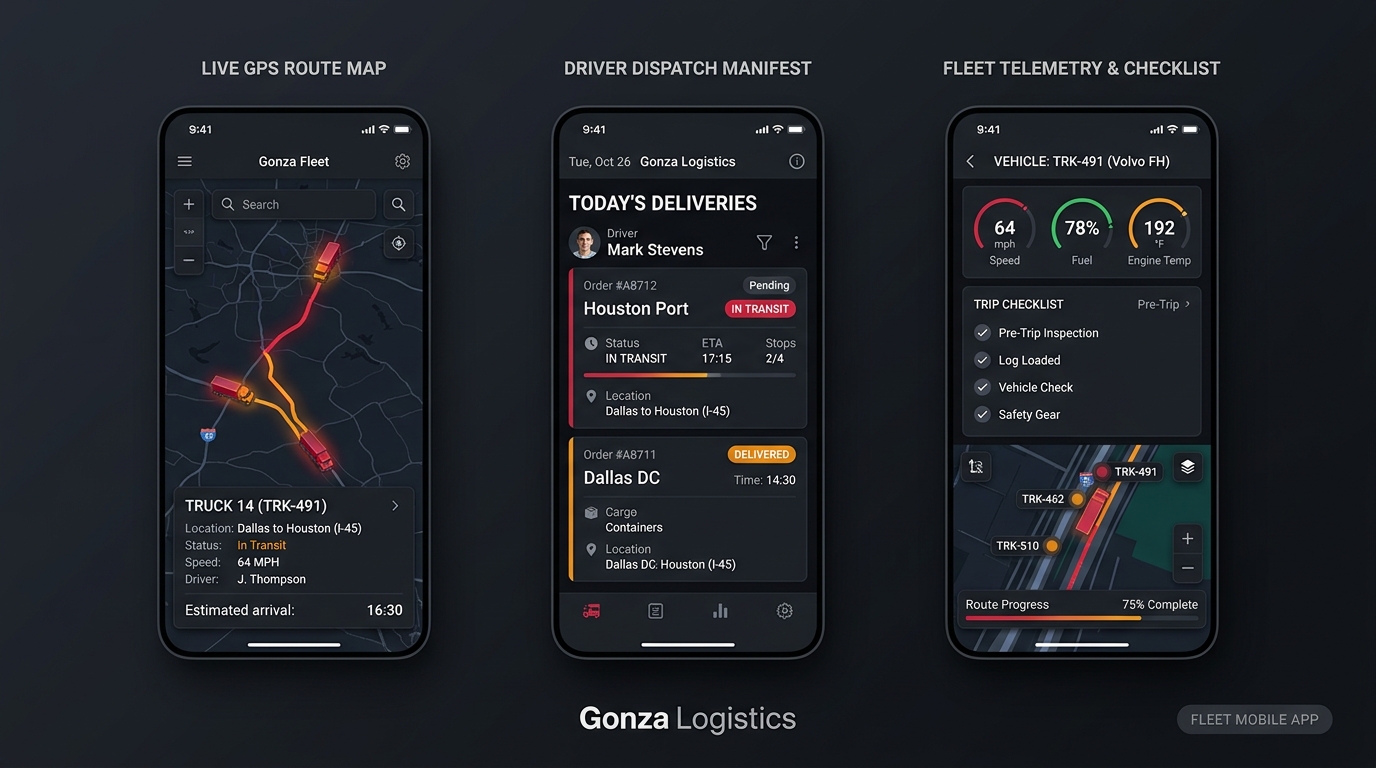 LIVE GPS ROUTE MAP
9:41
Gonza Fleet
Search
TRUCK 14 (TRK-491)
Location: Dallas to Houston (I-45)
Status: In Transit
Speed: 64 MPH
Driver: J. Thompson
Estimated arrival: 16:30
DRIVER DISPATCH MANIFEST
9:41
Tue, Oct 26 Gonza Logistics
TODAY'S DELIVERIES
Driver
Mark Stevens
Order #A8712 Pending
Houston Port IN TRANSIT
Status ETA Stops
IN TRANSIT 17:15 2/4
Location
Dallas to Houston (I-45)
Order #A8711 DELIVERED
Dallas DC Time: 14:30
Cargo
Containers
Location
Dallas DC. Houston (I-45)
FLEET TELEMETRY & CHECKLIST
9:41
VEHICLE: TRK-491 (Volvo FH)
64 78% 192
mph °F
Speed Fuel Engine Temp
TRIP CHECKLIST Pre-Trip
Pre-Trip Inspection
Log Loaded
Vehicle Check
Safety Gear
TRK-491
TRK-462
TRK-510
Route Progress 75% Complete
Gonza Logistics
FLEET MOBILE APP